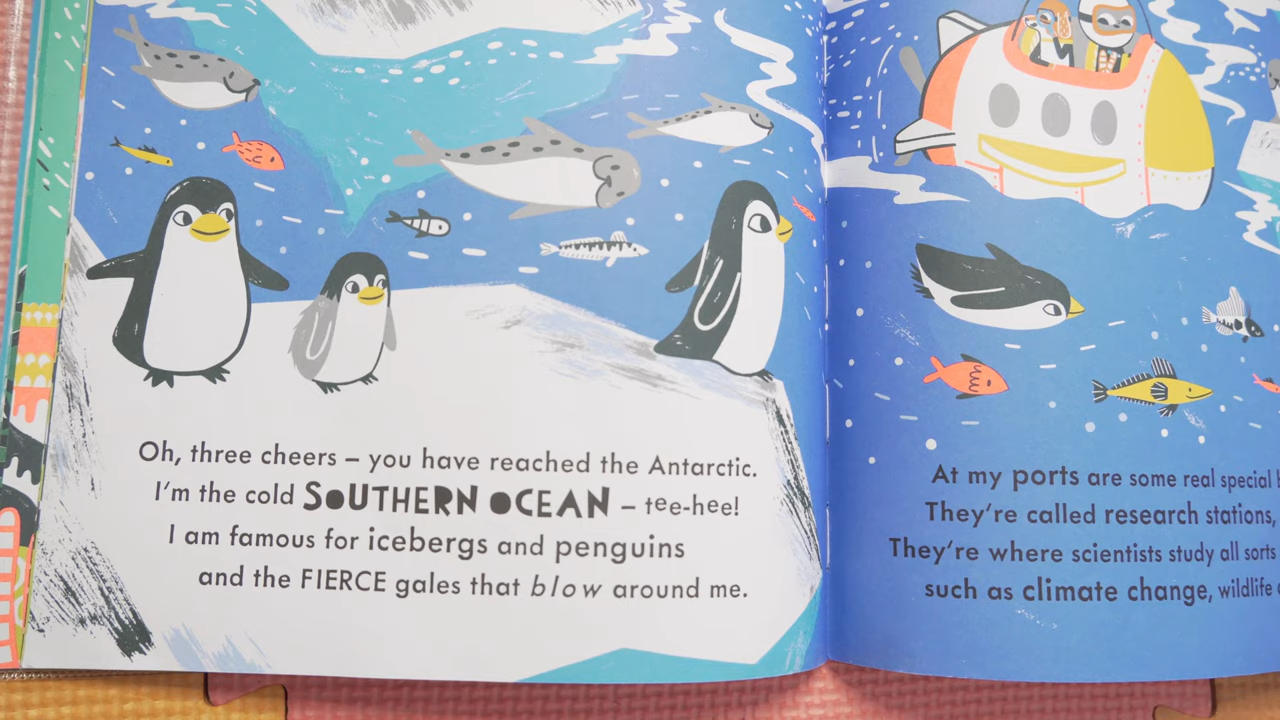 Oh, three cheers – you have reached the Antarctic.
I'm the cold SOUTHERN OCEAN – tee-hee!
I am famous for icebergs and penguins
and the FIERCE gales that blow around me.
At my ports are some real special
They're called research stations,
They're where scientists study all sorts
such as climate change, wildlife